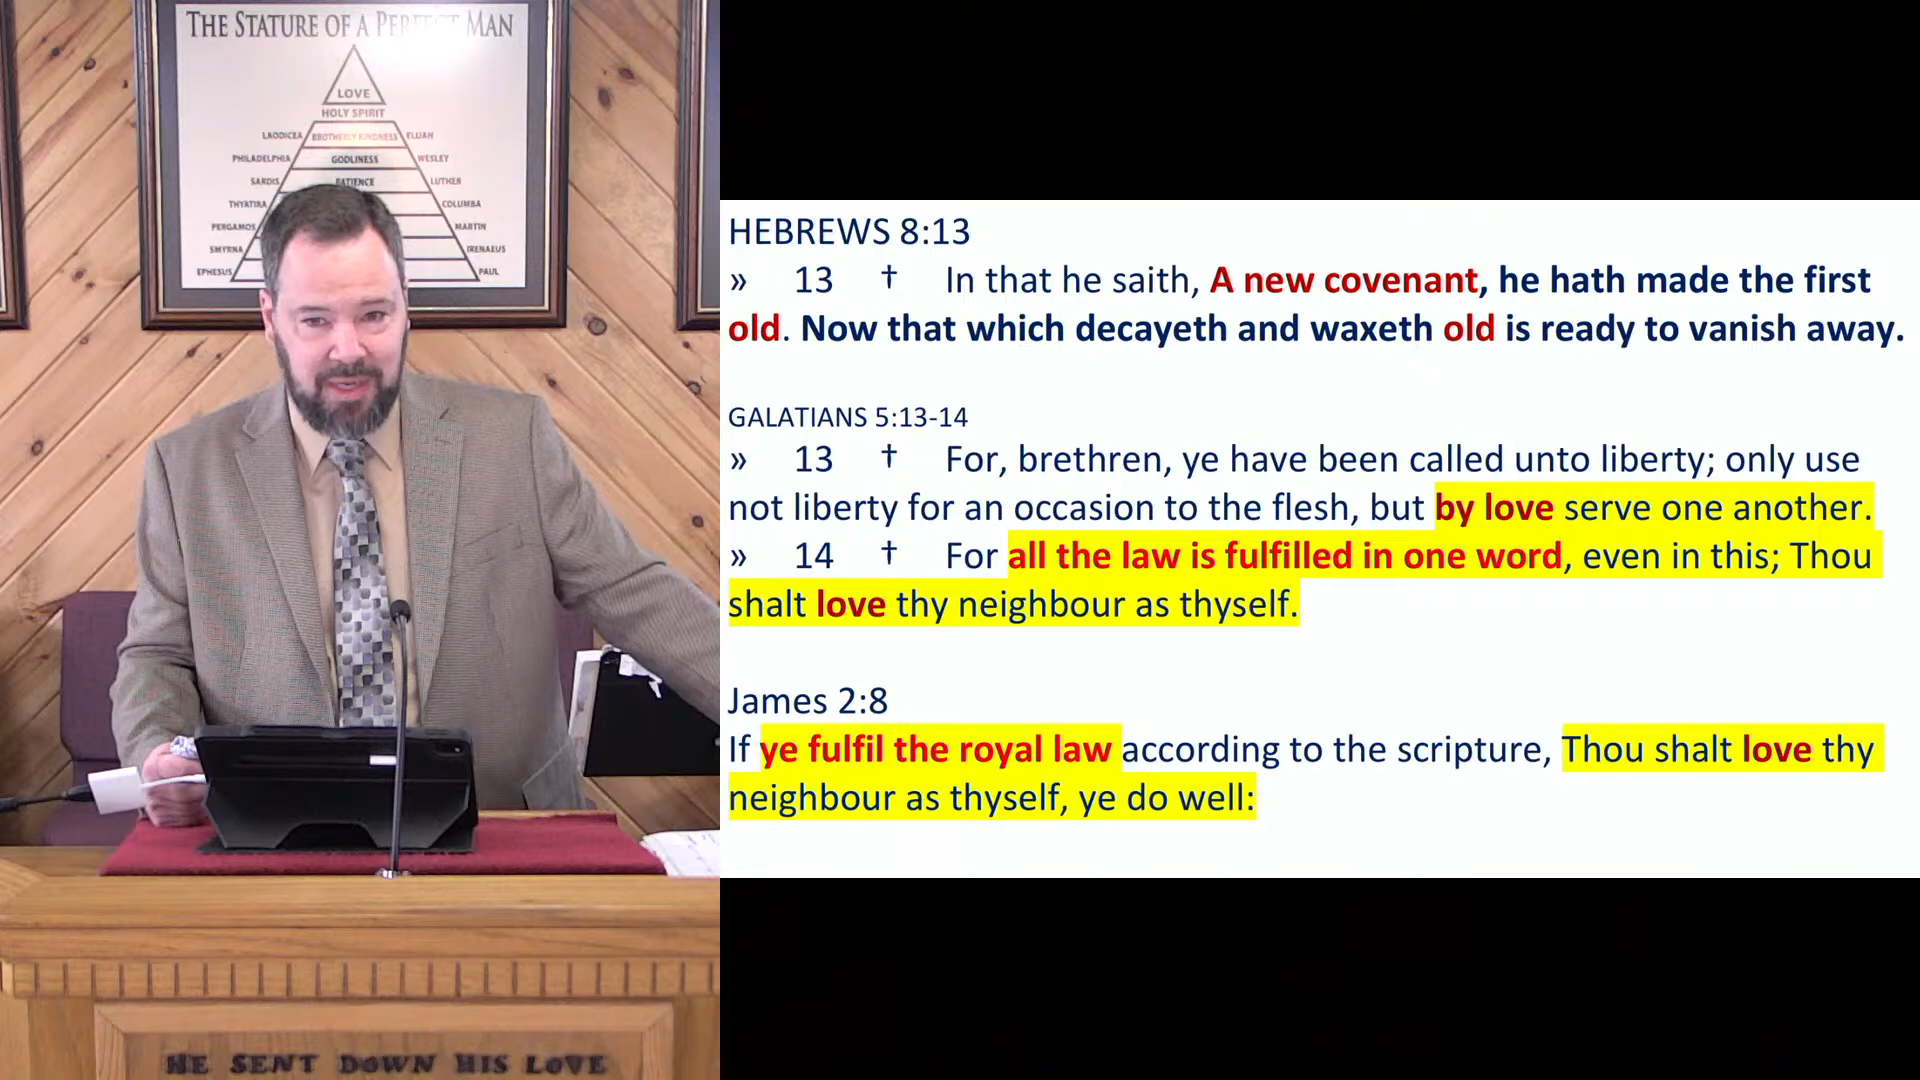 THE STATURE OF A PERFECT MAN
LOVE
HOLY SPIRIT
LAODICEA BROTHERLY KINDNESS ELIJAH
PHILADELPHIA GODLINESS WESLEY
SARDIS PATIENCE LUTHER
THYATIRA COLUMBA
PERGAMOS MARTIN
SMYRNA IRENAEUS
EPHESUS PAUL
HE SENT DOWN HIS LOVE
HEBREWS 8:13
» 13 † In that he saith, A new covenant, he hath made the first
old. Now that which decayeth and waxeth old is ready to vanish away.
GALATIANS 5:13-14
» 13 † For, brethren, ye have been called unto liberty; only use
not liberty for an occasion to the flesh, but by love serve one another.
» 14 † For all the law is fulfilled in one word, even in this; Thou
shalt love thy neighbour as thyself.
James 2:8
If ye fulfil the royal law according to the scripture, Thou shalt love thy
neighbour as thyself, ye do well: